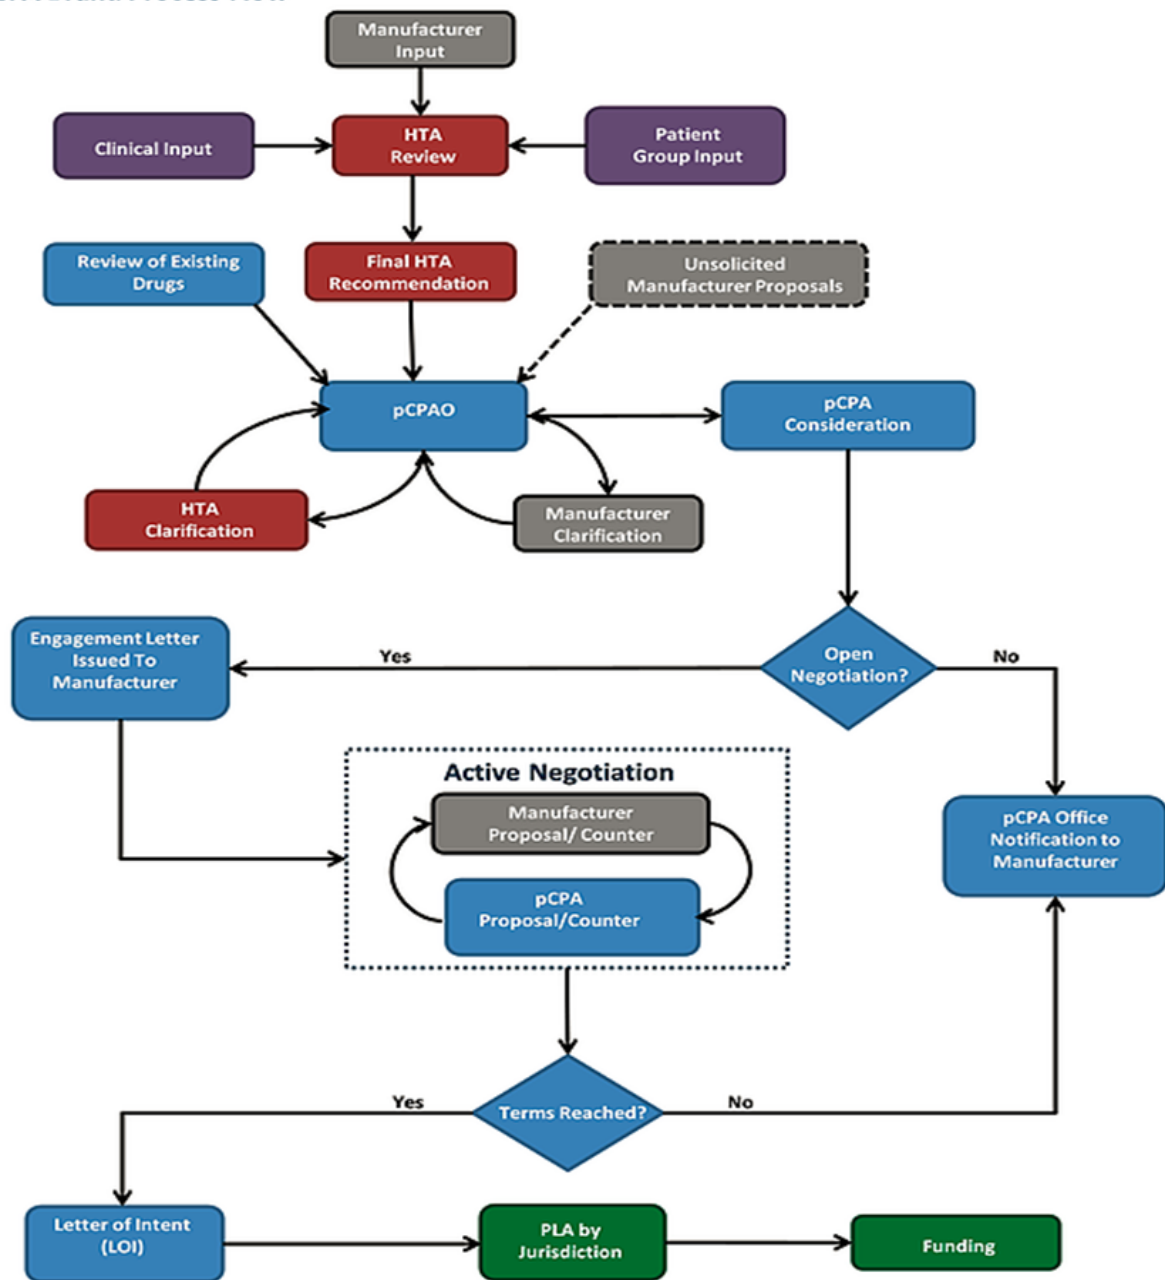 Manufacturer
Input
Clinical Input
HTA
Review
Patient
Group Input
Review of Existing
Drugs
Final HTA
Recommendation
Unsolicited
Manufacturer Proposals
pCPAO
pCPA
Consideration
HTA
Clarification
Manufacturer
Clarification
Engagement Letter
Issued To
Manufacturer
Yes
Open
Negotiation?
No
Active Negotiation
Manufacturer
Proposal/ Counter
pCPA
Proposal/Counter
pCPA Office
Notification to
Manufacturer
Yes
Terms Reached?
No
Letter of Intent
(LOI)
PLA by
Jurisdiction
Funding